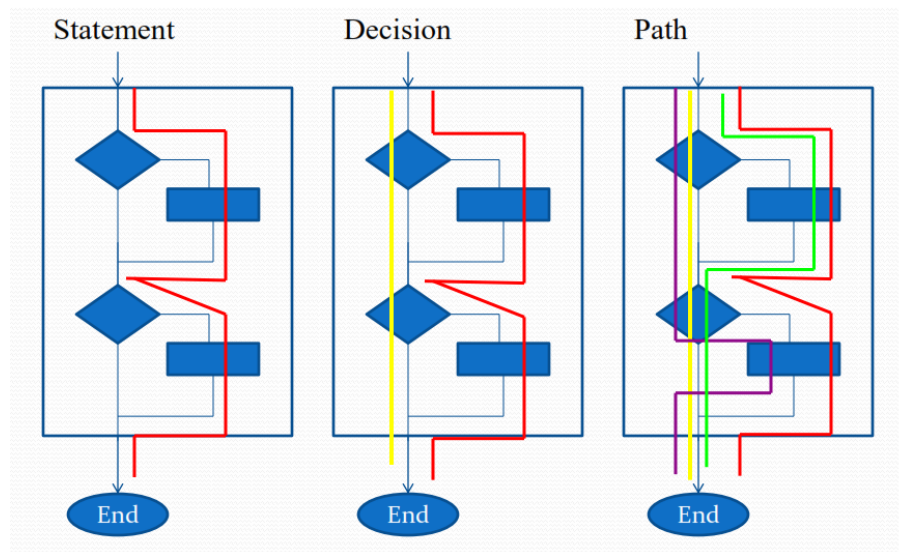 Statement
Decision
Path
End
End
End